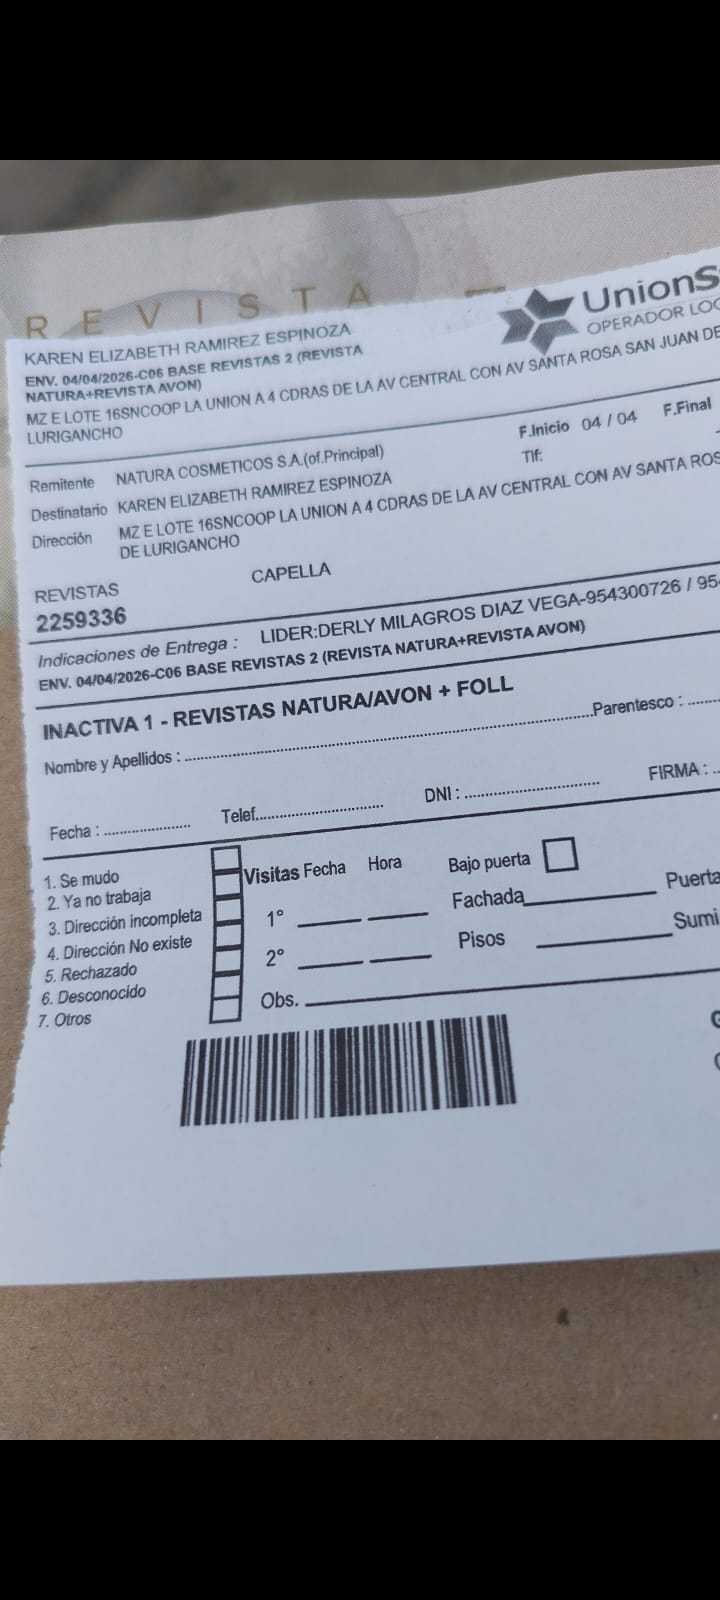 REVISTA
UnionS
OPERADOR LOG
KAREN ELIZABETH RAMIREZ ESPINOZA
ENV. 04/04/2026-C06 BASE REVISTAS 2 (REVISTA
NATURA+REVISTA AVON)
MZ E LOTE 16SNCOOP LA UNION A 4 CDRAS DE LA AV CENTRAL CON AV SANTA ROSA SAN JUAN DE
LURIGANCHO
F.Inicio 04 / 04 F.Final
Remitente NATURA COSMETICOS S.A.(of.Principal)
Tlf:
Destinatario KAREN ELIZABETH RAMIREZ ESPINOZA
Dirección MZ E LOTE 16SNCOOP LA UNION A 4 CDRAS DE LA AV CENTRAL CON AV SANTA ROS
DE LURIGANCHO
REVISTAS CAPELLA
2259336
Indicaciones de Entrega : LIDER:DERLY MILAGROS DIAZ VEGA-954300726 / 954
ENV. 04/04/2026-C06 BASE REVISTAS 2 (REVISTA NATURA+REVISTA AVON)
INACTIVA 1 - REVISTAS NATURA/AVON + FOLL
Nombre y Apellidos : Parentesco :
Fecha : Telef. DNI : FIRMA :
1. Se mudo
2. Ya no trabaja
3. Dirección incompleta
4. Dirección No existe
5. Rechazado
6. Desconocido
7. Otros
Visitas Fecha Hora Bajo puerta
1° Fachada Puerta
2° Pisos Sumi
Obs.